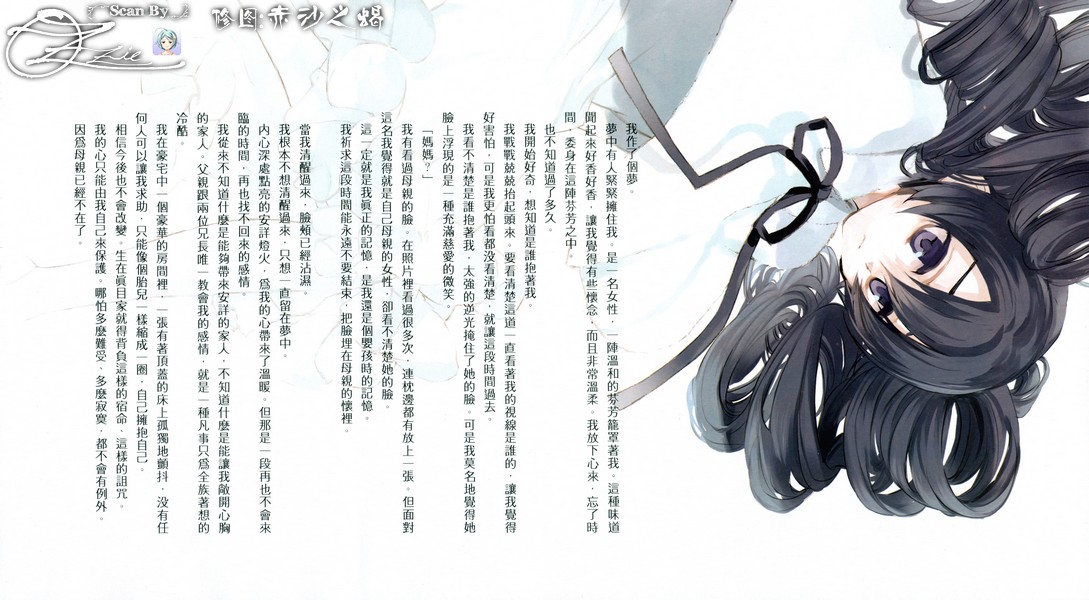 Scan By
Zzie
修图:赤沙之蝎
我作了個夢。
夢中有人緊緊擁住我。是一名女性,一陣溫和的芬芳籠罩著我。這種味道
聞起來好香好香,讓我覺得有些懷念,而且非常溫柔。我放下心來,忘了時
間,委身在這頤芬芳之中。
也不知道過了多久。
我開始好奇,想知道是誰抱著我。
我戰戰兢兢抬起頭來。要看清楚這道一直看著我的視線是誰的,讓我覺得
好害怕,可是我更怕看都沒看清楚,就讓這段時間過去。
我看不清楚是誰抱著我,太強的逆光掩住了她的臉。可是我莫名地覺得她
臉上浮現的是一種充滿慈愛的微笑。
「媽媽?」
我有看過母親的臉。在照片裡看過很多次,連枕邊都有放上一張。但面對
這名我覺得就是自己母親的女性,卻看不清楚她的臉。
這一定就是我真正的記憶,是我還是個嬰孩時的記憶。
我祈求這段時間能永遠不要結束,把臉埋在母親的懷裡。
當我清醒過來,臉頰已經沾濕。
我根本不想清醒過來,只想一直留在夢中。
內心深處點亮的安詳燈火,為我的心帶來了溫暖。但那是一段再也不會來
臨的時間,再也找不回來的感情。
我從來不知道什麼是能夠帶來安詳的家人,不知道什麼是能讓我敞開心胸
的家人。父親跟兩位兄長唯一教會我的感情,就是一種凡事只為全族著想的
冷酷。
我在豪宅中一個豪華的房間裡,一張有著頂蓋的床上孤獨地顫抖,沒有任
何人可以讓我求助,只能像個胎兒一樣縮成一團,自己擁抱自己。
相信今後也不會改變。生在真目家就得背負這樣的宿命、這樣的詛咒。
我的心只能由我自己來保護。哪怕多麼難受、多麼寂寞,都不會有例外。
因為母親已經不在了。